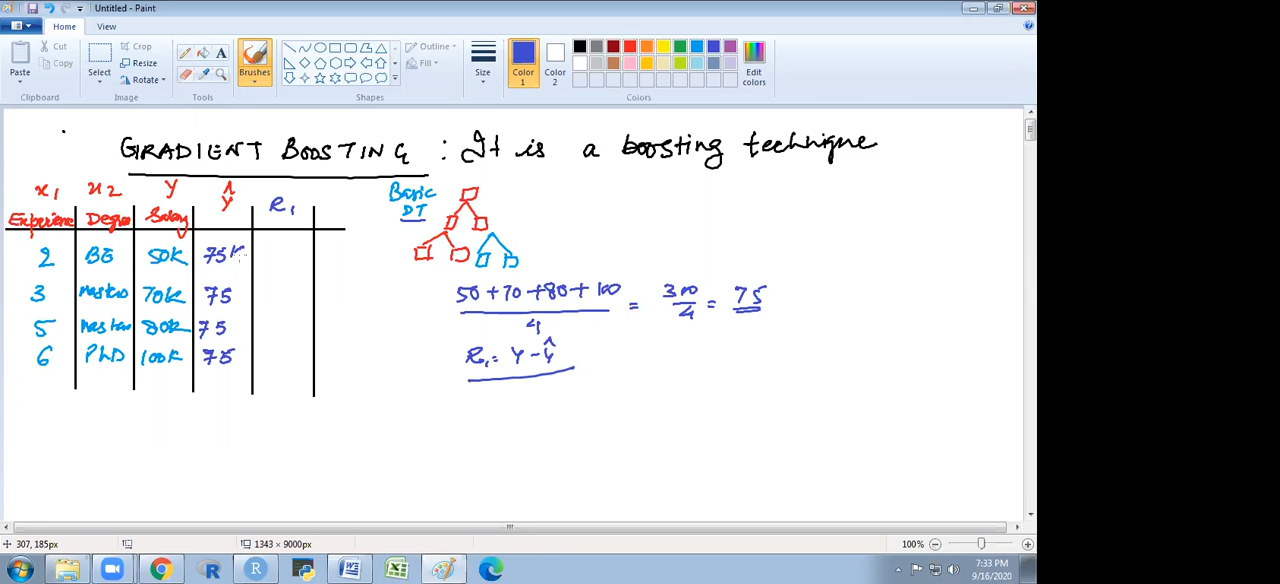 Untitled - Paint
Home View
Paste Cut Copy Select Crop Resize Rotate A Brushes Outline Fill Size Color 1 Color 2 Edit colors
Clipboard Image Tools Shapes Colors
GRADIENT BOOSTING : It is a boosting technique
x1 x2 Y Ŷ R1 Basic
Experience Degree Salary DT
2 BE 50K 75K
3 Masters 70K 75 50+70+80+100 / 4 = 300 / 4 = 75
5 Masters 80K 75
6 PhD 100K 75 R1 = Y - Ŷ
307, 185px 1343 × 9000px 100%
R R W X
7:33 PM
9/16/2020